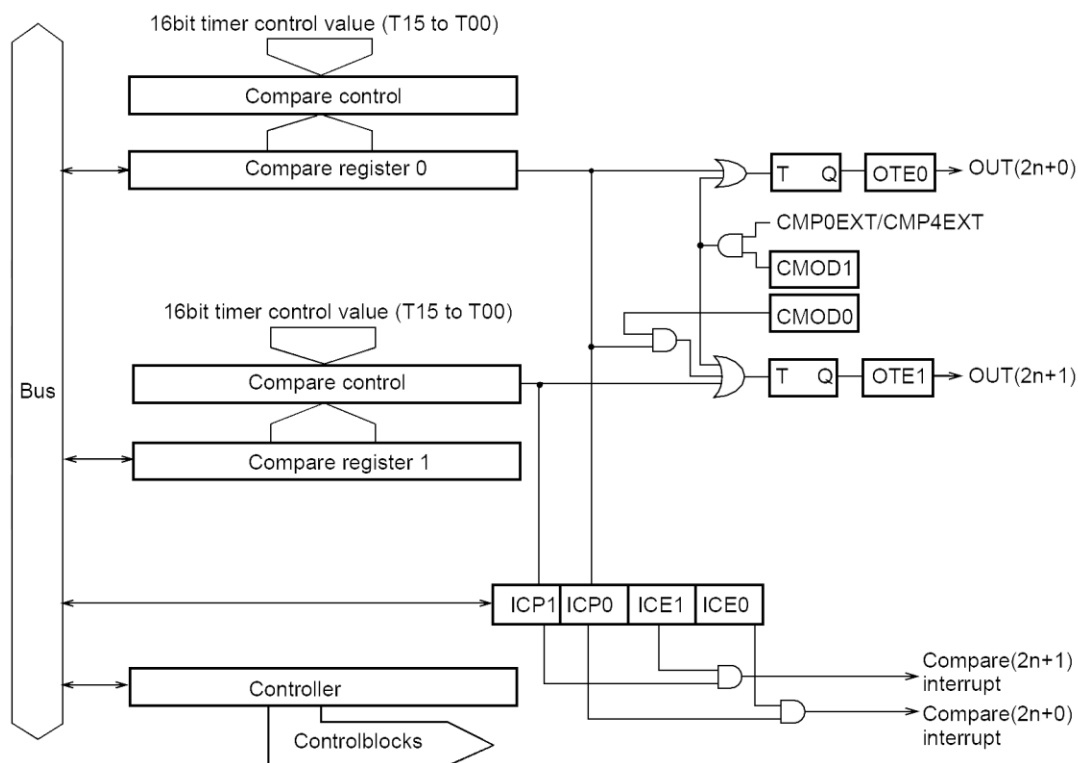 16bit timer control value (T15 to T00)
Compare control
Compare register 0
T Q
OTE0
OUT(2n+0)
CMP0EXT/CMP4EXT
CMOD1
CMOD0
16bit timer control value (T15 to T00)
Compare control
T Q
OTE1
OUT(2n+1)
Bus
Compare register 1
ICP1 ICP0 ICE1 ICE0
Compare(2n+1)
interrupt
Controller
Compare(2n+0)
interrupt
Controlblocks